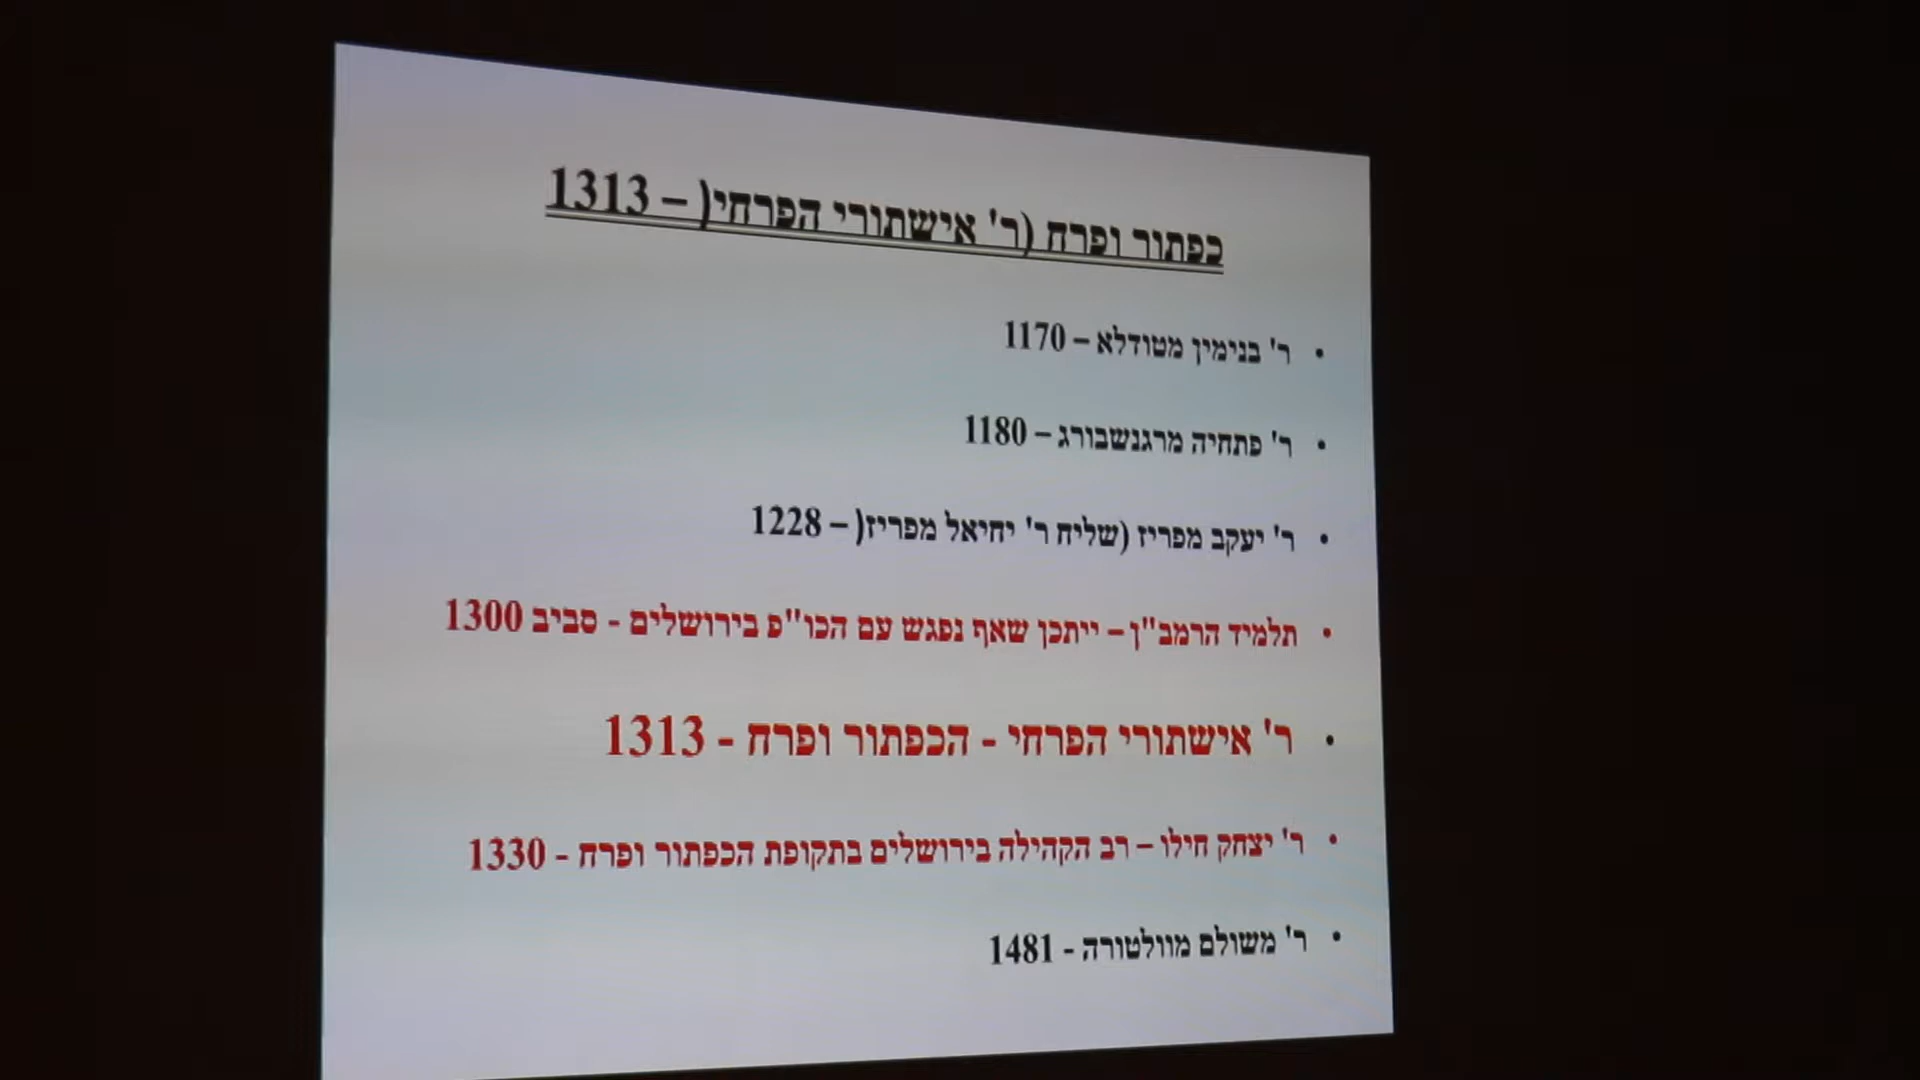 כפתור ופרח (ר' אישתורי הפרחי( – 1313
• ר' בנימין מטודלא – 1170
• ר' פתחיה מרגנשבורג – 1180
• ר' יעקב מפריז (שליח ר' יחיאל מפריז( – 1228
• תלמיד הרמב"ן – ייתכן שאף נפגש עם הכו"פ בירושלים - סביב 1300
• ר' אישתורי הפרחי - הכפתור ופרח - 1313
• ר' יצחק חילו – רב הקהילה בירושלים בתקופת הכפתור ופרח - 1330
• ר' משולם מוולטורה - 1481